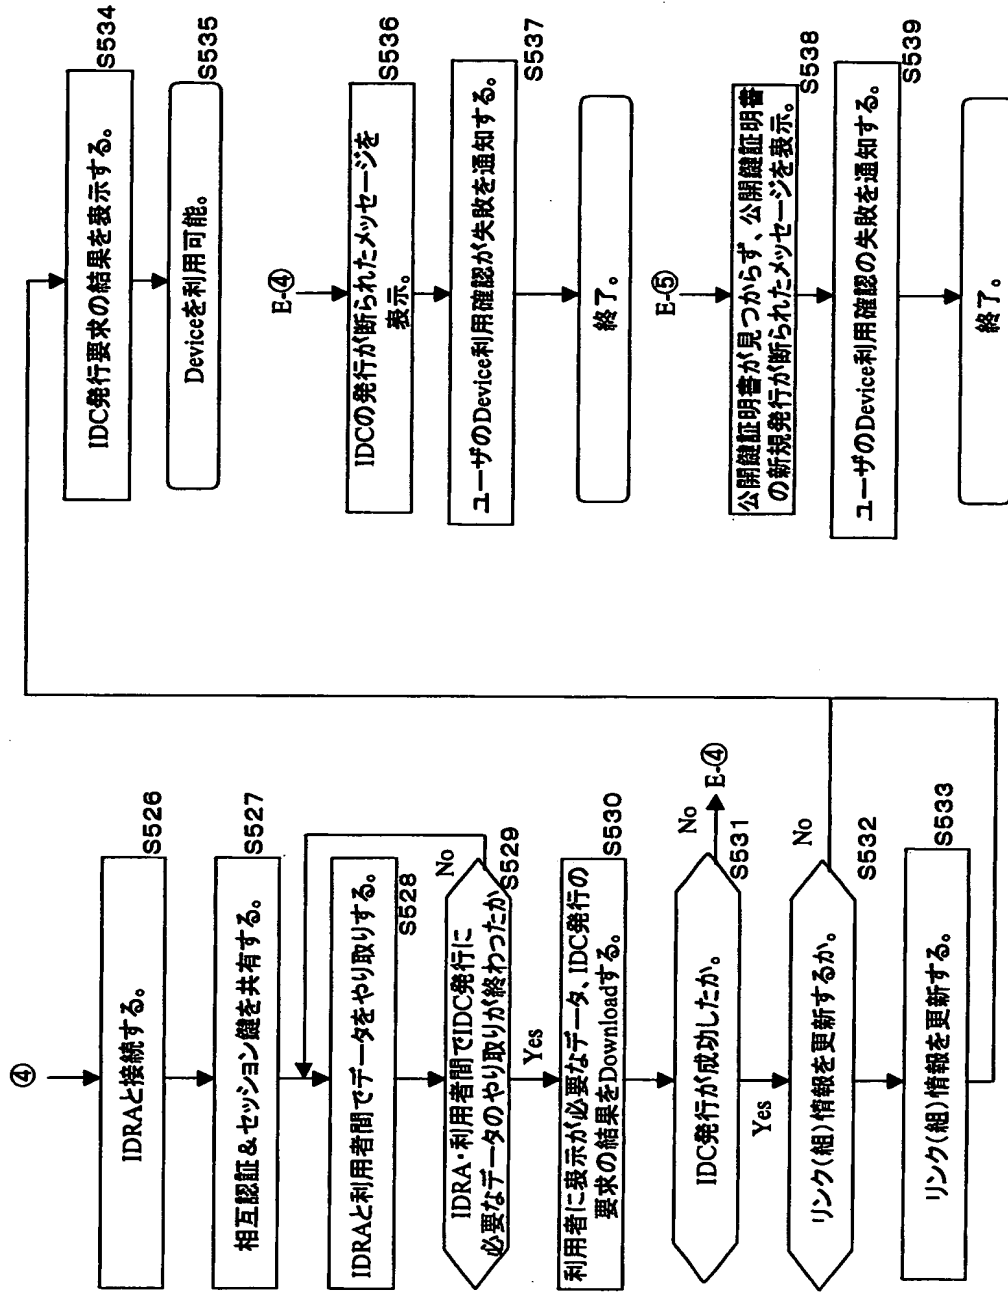 ④
IDRAと接続する。
S526
相互認証&セッション鍵を共有する。
S527
IDRAと利用者間でデータをやり取りする。
S528
IDRA・利用者間でIDC発行に
必要なデータのやり取りが終わったか
S529
No
Yes
利用者に表示が必要なデータ、IDC発行の
要求の結果をDownloadする。
S530
IDC発行が成功したか。
S531
No
E-④
Yes
リンク(組)情報を更新するか。
S532
No
リンク(組)情報を更新する。
S533
IDC発行要求の結果を表示する。
S534
Deviceを利用可能。
S535
E-④
IDCの発行が断られたメッセージを
表示。
S536
ユーザのDevice利用確認が失敗を通知する。
S537
終了。
E-⑤
公開鍵証明書が見つからず、公開鍵証明書
の新規発行が断られたメッセージを表示。
S538
ユーザのDevice利用確認の失敗を通知する。
S539
終了。